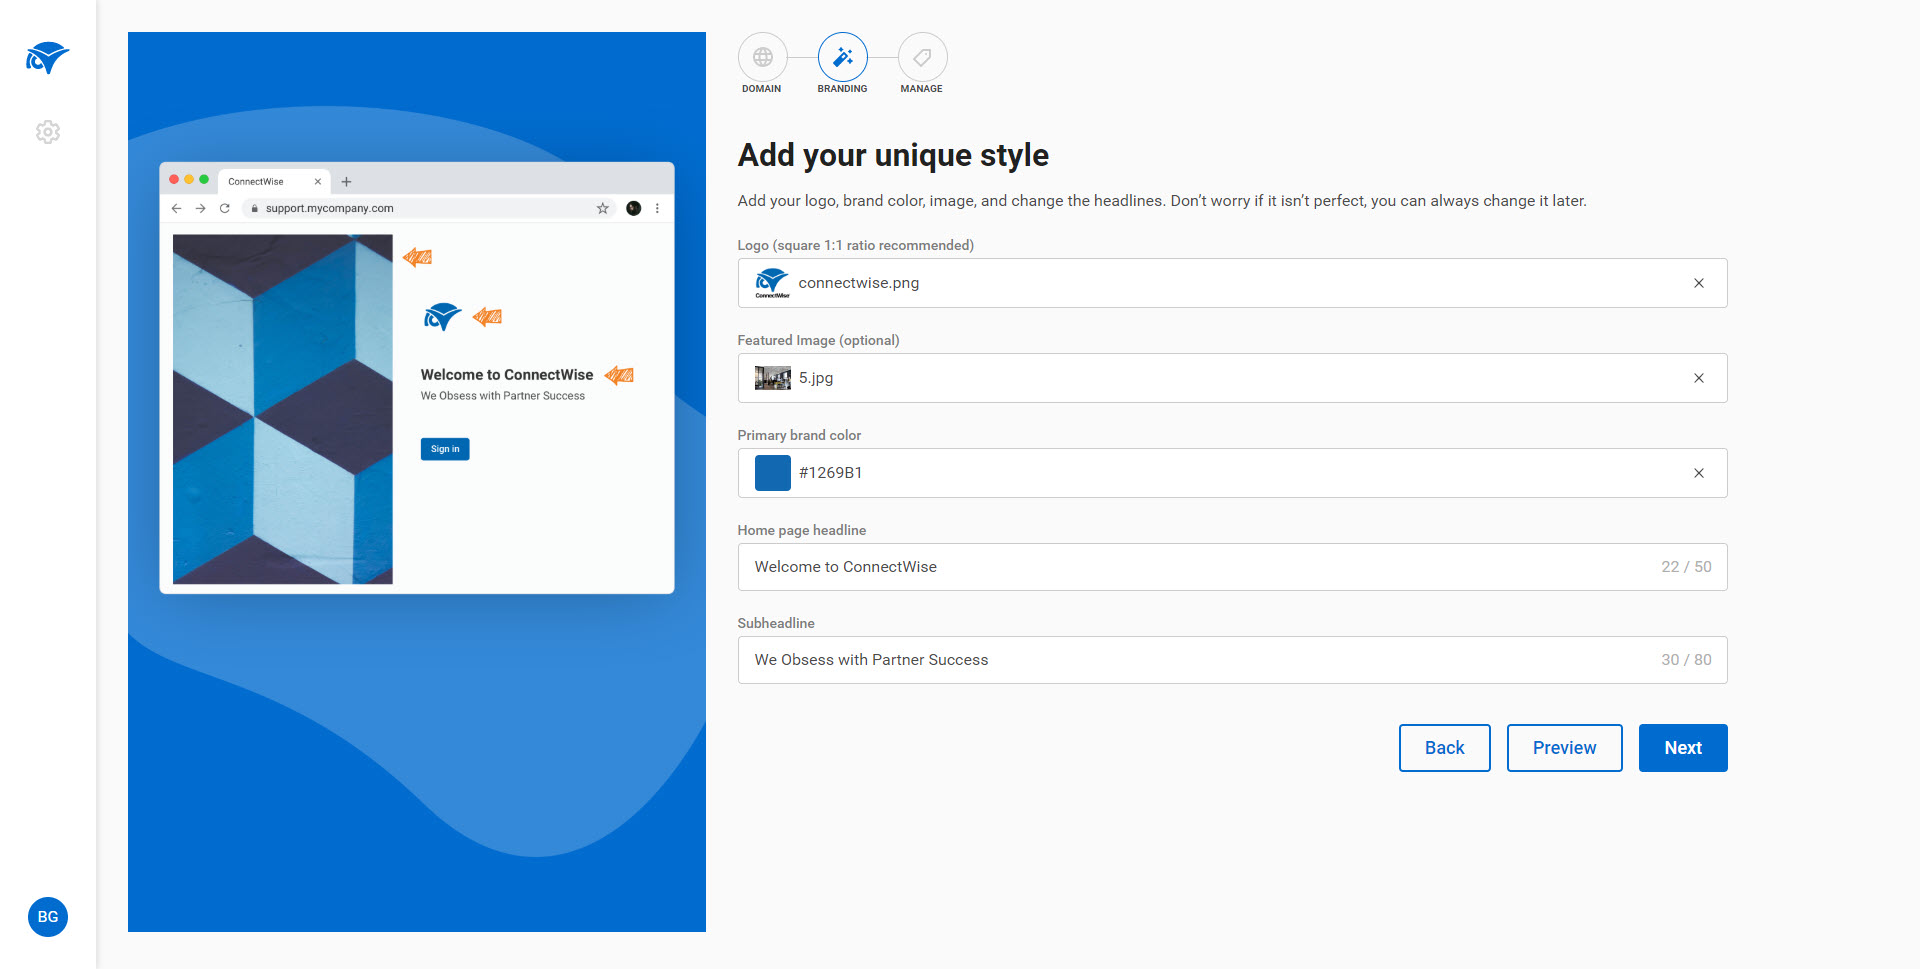 DOMAIN
BRANDING
MANAGE
ConnectWise
support.mycompany.com
Welcome to ConnectWise
We Obsess with Partner Success
Sign in
Add your unique style
Add your logo, brand color, image, and change the headlines. Don’t worry if it isn’t perfect, you can always change it later.
Logo (square 1:1 ratio recommended)
ConnectWise
connectwise.png
Featured Image (optional)
5.jpg
Primary brand color
#1269B1
Home page headline
Welcome to ConnectWise
22 / 50
Subheadline
We Obsess with Partner Success
30 / 80
Back
Preview
Next
BG